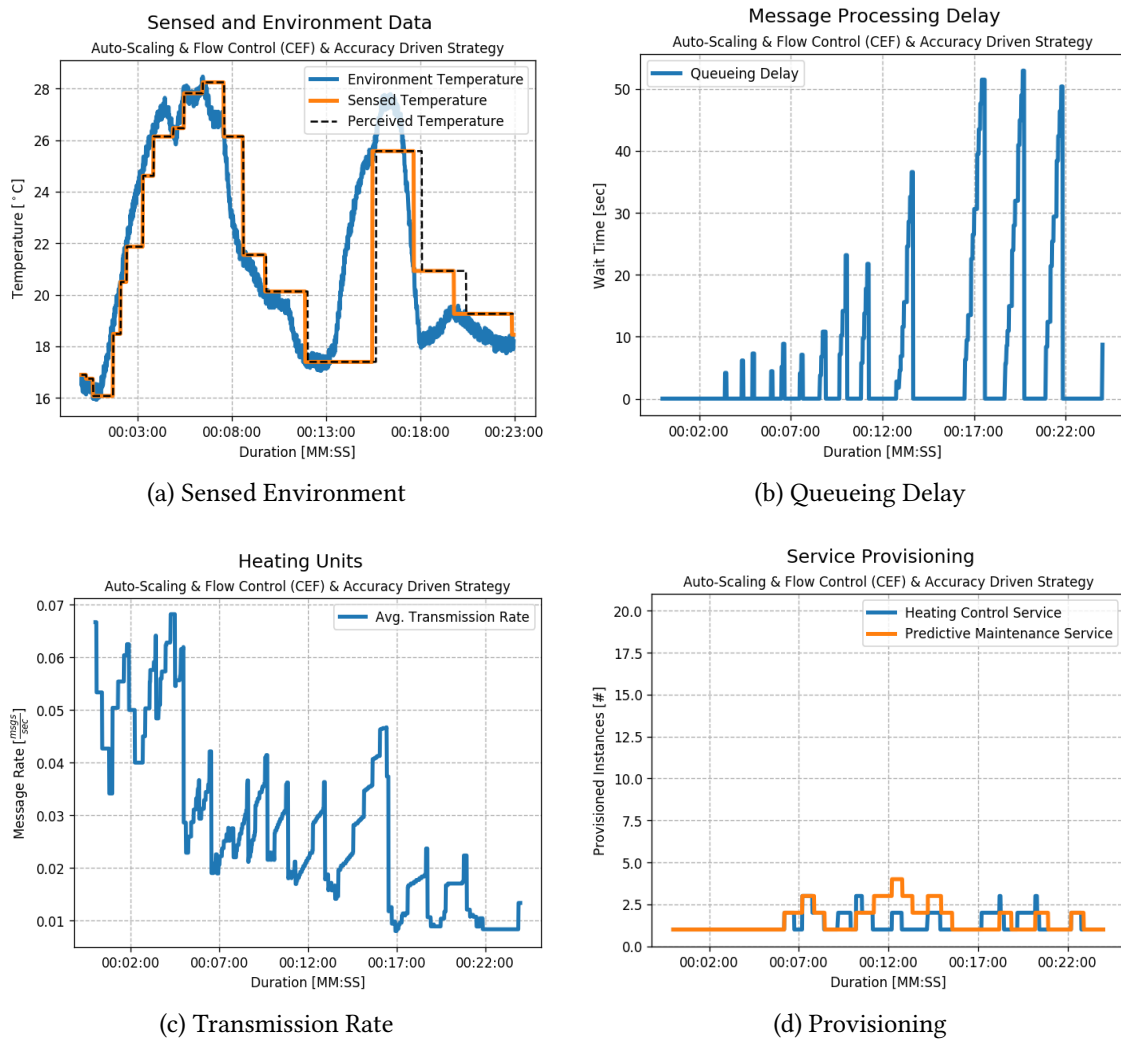 Sensed and Environment Data
Auto-Scaling & Flow Control (CEF) & Accuracy Driven Strategy
Environment Temperature
Sensed Temperature
Perceived Temperature
28
26
24
22
20
18
16
Temperature [ °C]
00:03:00 00:08:00 00:13:00 00:18:00 00:23:00
Duration [MM:SS]
(a) Sensed Environment
Message Processing Delay
Auto-Scaling & Flow Control (CEF) & Accuracy Driven Strategy
Queueing Delay
50
40
30
20
10
0
Wait Time [sec]
00:02:00 00:07:00 00:12:00 00:17:00 00:22:00
Duration [MM:SS]
(b) Queueing Delay
Heating Units
Auto-Scaling & Flow Control (CEF) & Accuracy Driven Strategy
Avg. Transmission Rate
0.07
0.06
0.05
0.04
0.03
0.02
0.01
Message Rate [msgs/sec]
00:02:00 00:07:00 00:12:00 00:17:00 00:22:00
Duration [MM:SS]
(c) Transmission Rate
Service Provisioning
Auto-Scaling & Flow Control (CEF) & Accuracy Driven Strategy
Heating Control Service
Predictive Maintenance Service
20.0
17.5
15.0
12.5
10.0
7.5
5.0
2.5
0.0
Provisioned Instances [#]
00:02:00 00:07:00 00:12:00 00:17:00 00:22:00
Duration [MM:SS]
(d) Provisioning